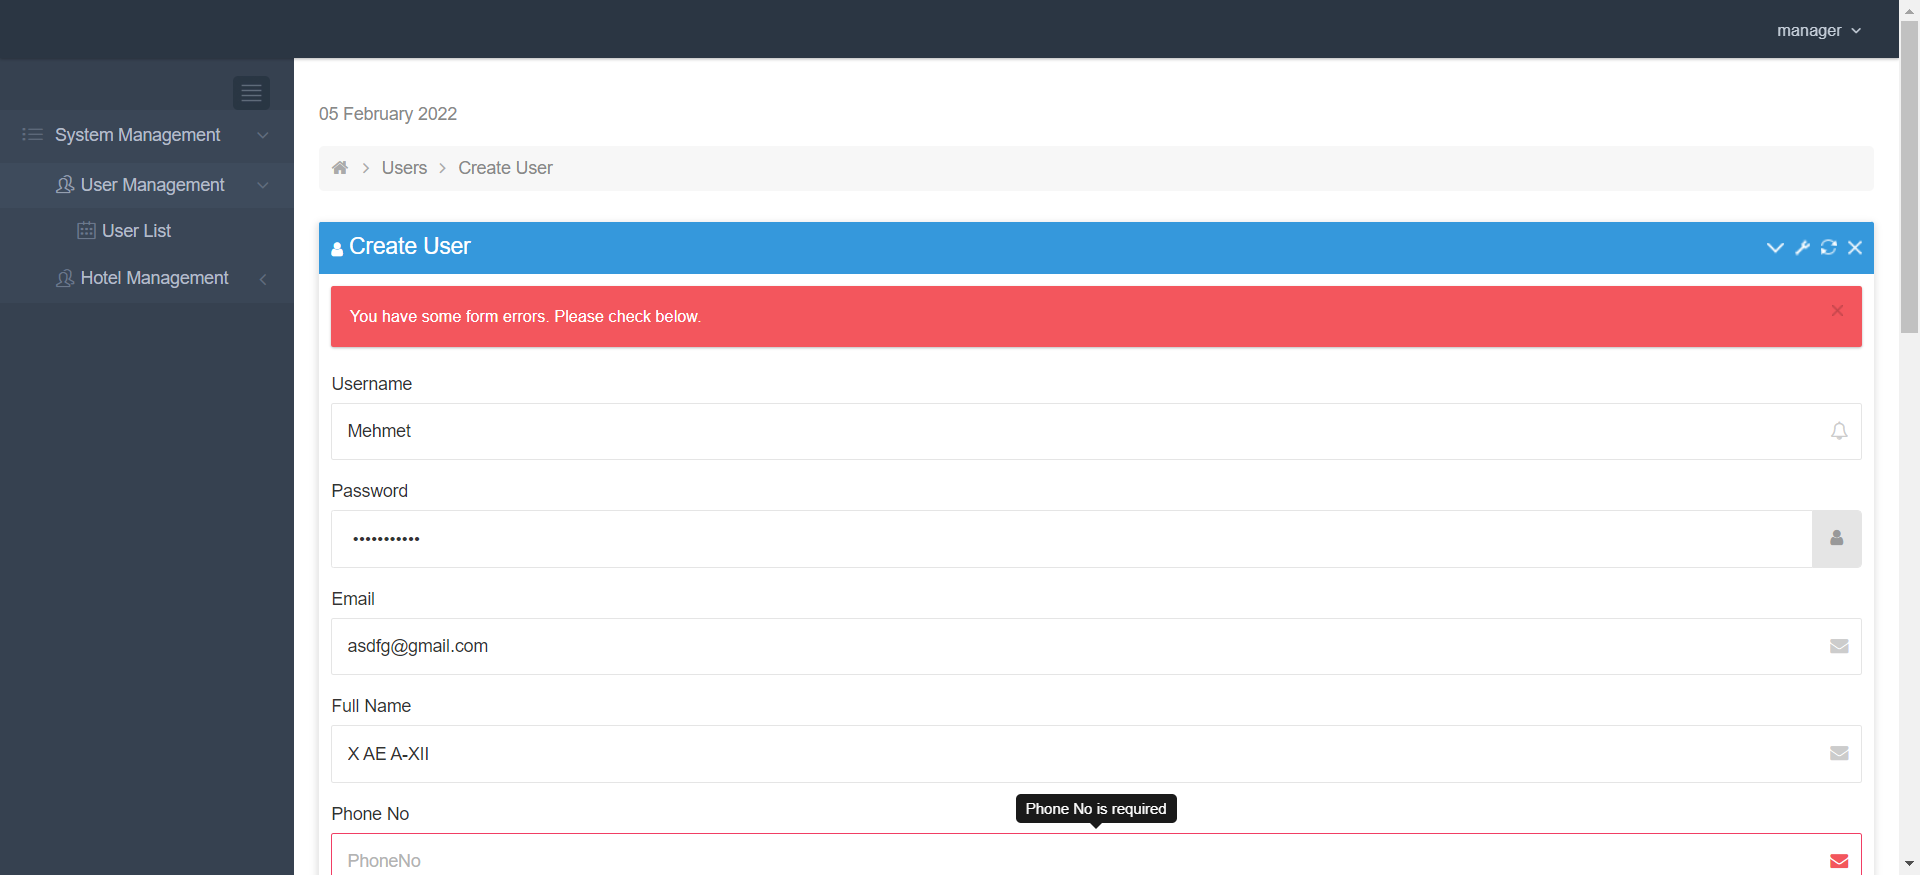 manager
05 February 2022
System Management
Users
Create User
User Management
User List
Create User
Hotel Management
You have some form errors. Please check below.
Username
Mehmet
Password
•••••••••••
Email
asdfg@gmail.com
Full Name
X AE A-XII
Phone No
Phone No is required
PhoneNo